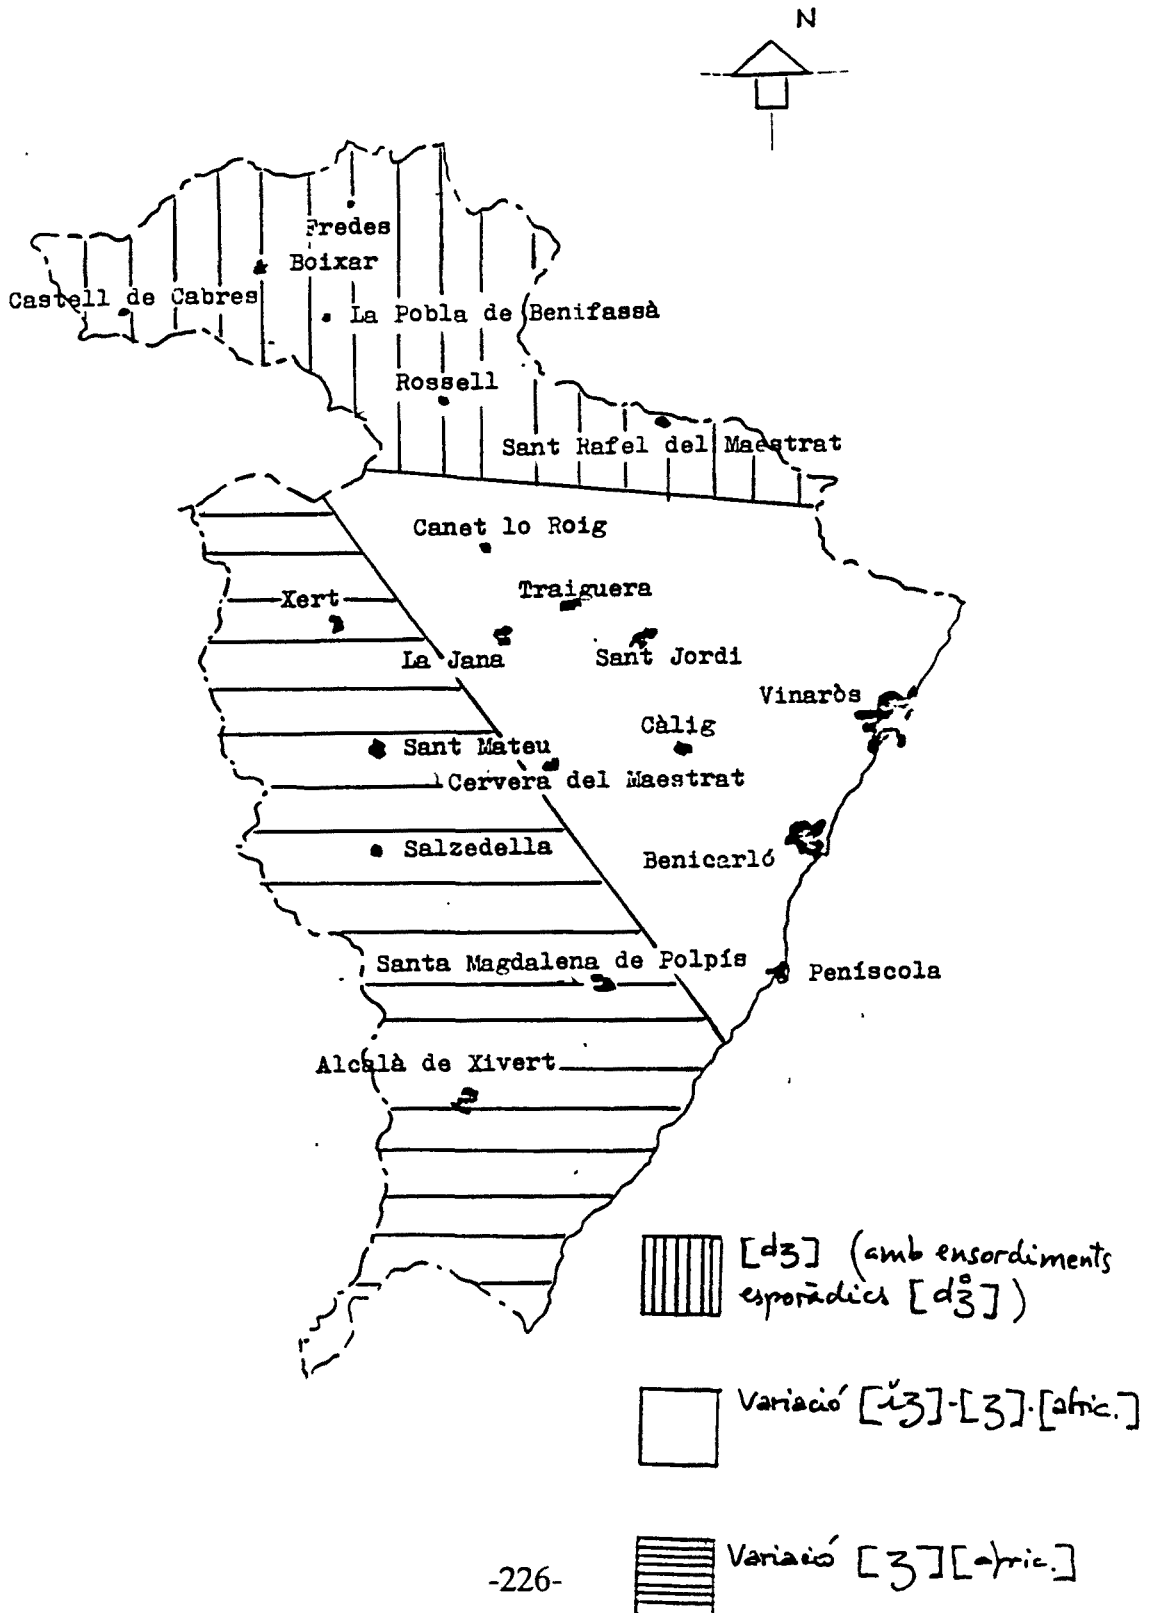 N
Fredes
Boixar
Castell de Cabres
La Pobla de Benifassà
Rossell
Sant Rafel del Maestrat
Canet lo Roig
Traiguera
Xert
La Jana
Sant Jordi
Vinaròs
Càlig
Sant Mateu
Cervera del Maestrat
Salzedella
Benicarló
Santa Magdalena de Polpís
Peníscola
Alcalà de Xivert
[dʒ] (amb ensordiments
esporàdics [dʒ̊])
Variació [ĭʒ]-[ʒ]-[afric.]
Variació [ʒ][afric.]
-226-